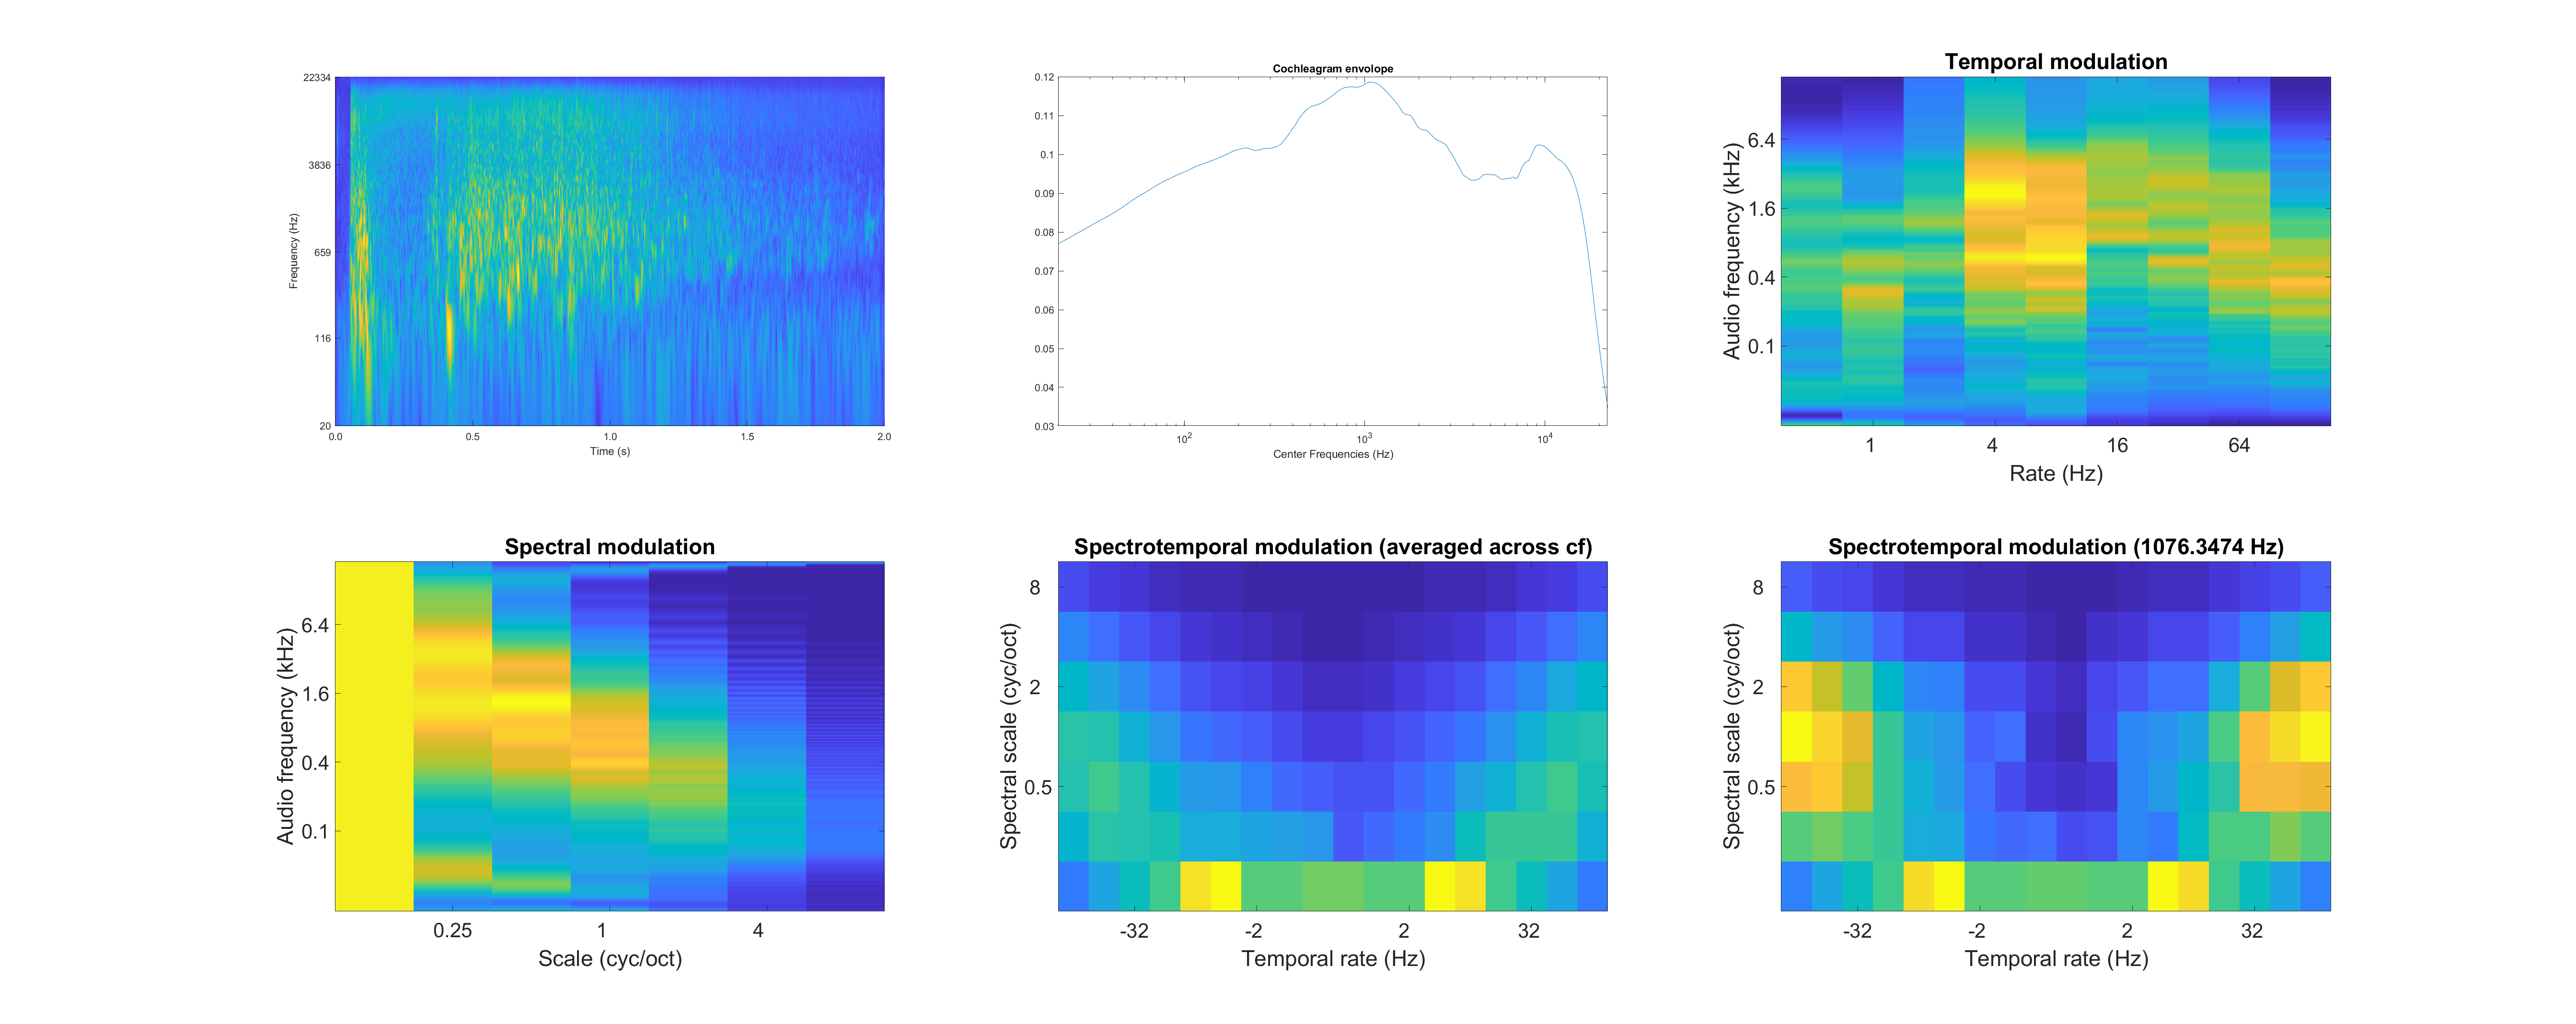 22334
3836
659
116
20
Frequency (Hz)
0.0 0.5 1.0 1.5 2.0
Time (s)
Cochleagram envolope
0.12
0.11
0.1
0.09
0.08
0.07
0.06
0.05
0.04
0.03
10² 10³ 10⁴
Center Frequencies (Hz)
Temporal modulation
6.4
1.6
0.4
0.1
Audio frequency (kHz)
1 4 16 64
Rate (Hz)
Spectral modulation
6.4
1.6
0.4
0.1
Audio frequency (kHz)
0.25 1 4
Scale (cyc/oct)
Spectrotemporal modulation (averaged across cf)
8
2
0.5
Spectral scale (cyc/oct)
-32 -2 2 32
Temporal rate (Hz)
Spectrotemporal modulation (1076.3474 Hz)
8
2
0.5
Spectral scale (cyc/oct)
-32 -2 2 32
Temporal rate (Hz)